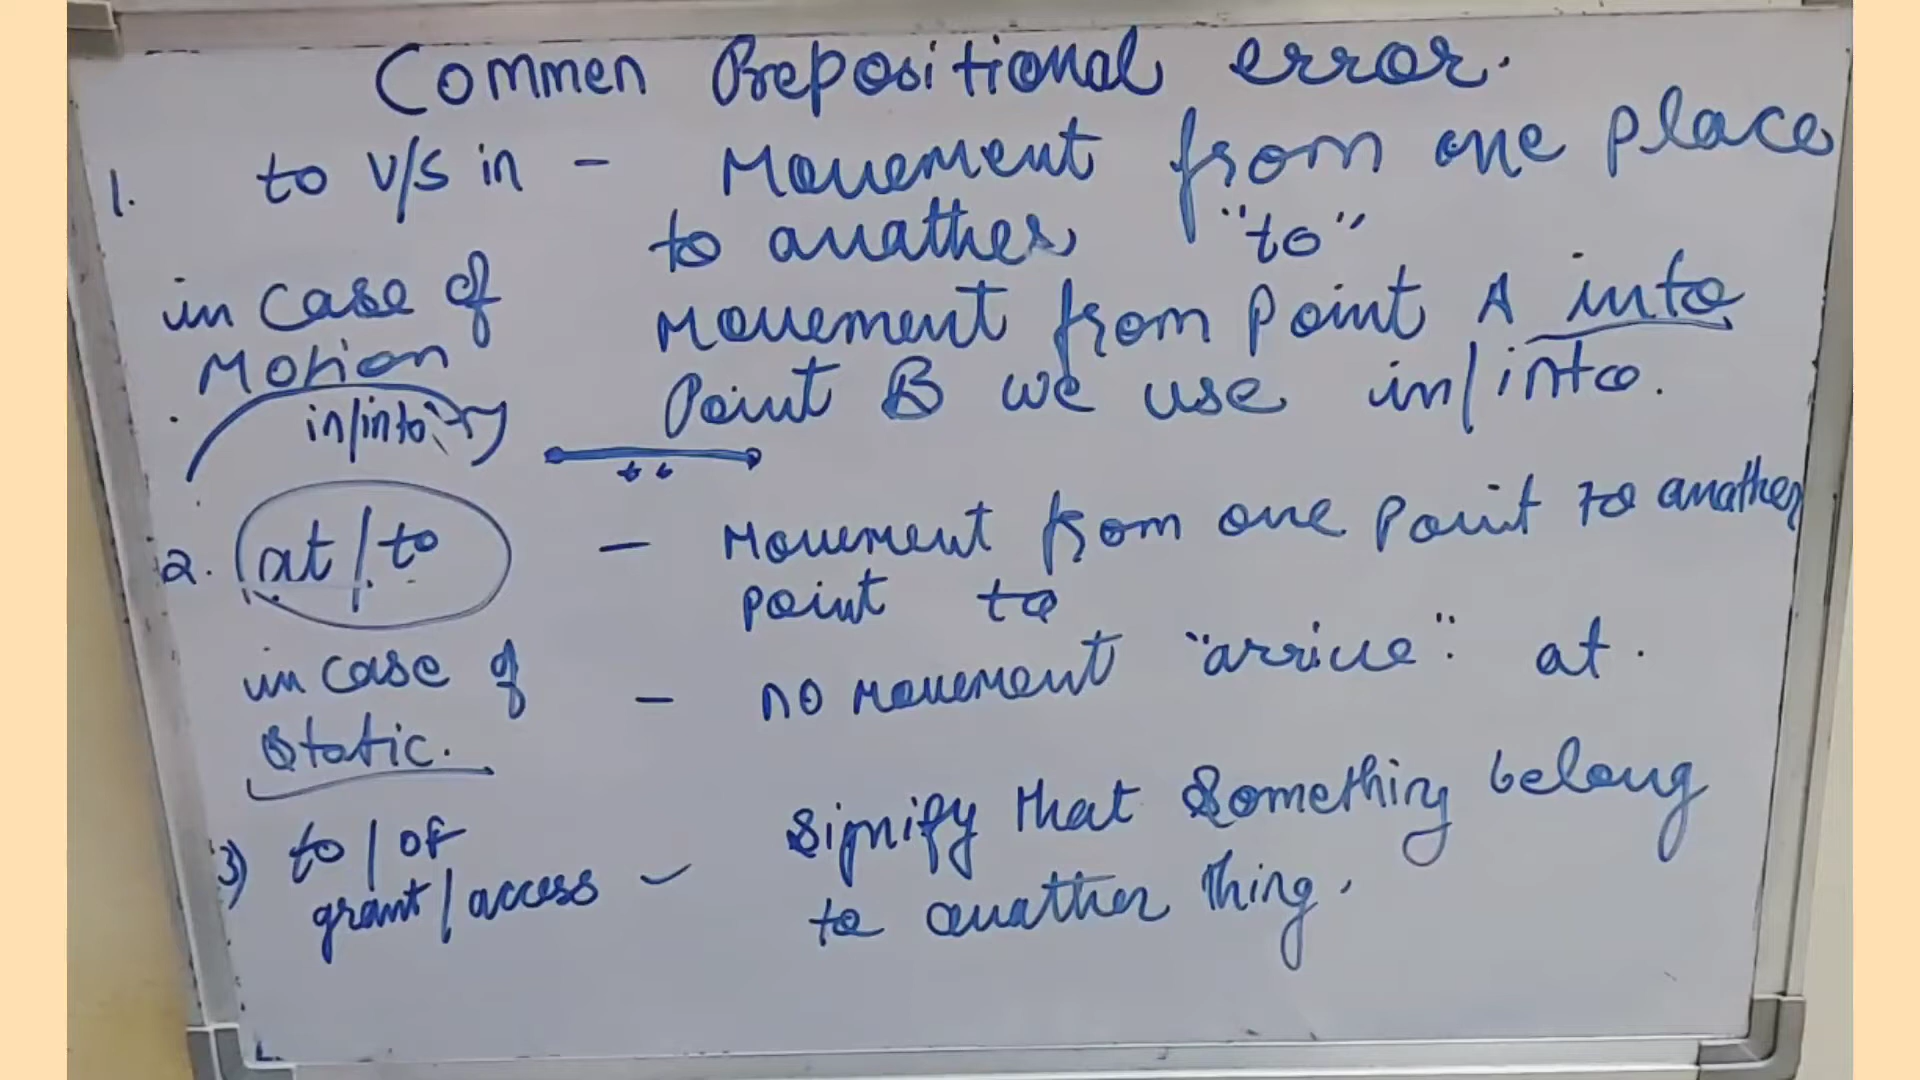 Commen Prepositional error.
1. to v/s in - Movement from one place
to anather "to"
in case of
Motion
movement from point A into
Point B we use in/into.
in/into
to
2. at/to - Movement from one point to anather
point to
in case of
Static.
- no movement "arrive" at.
3) to/of
grant/access - signify that something belong
to anather thing.